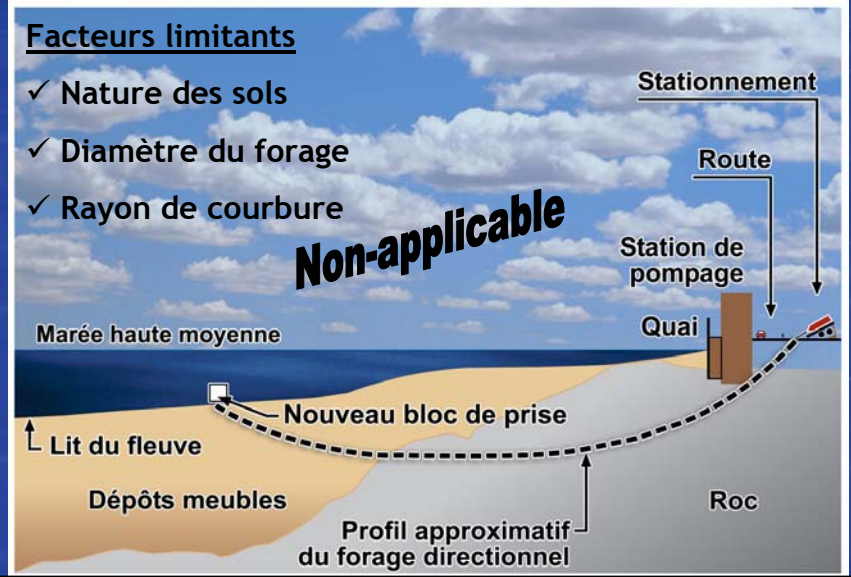 Facteurs limitants
✓ Nature des sols
✓ Diamètre du forage
✓ Rayon de courbure
Non-applicable
Stationnement
Route
Station de
pompage
Quai
Marée haute moyenne
Nouveau bloc de prise
Lit du fleuve
Dépôts meubles
Roc
Profil approximatif
du forage directionnel